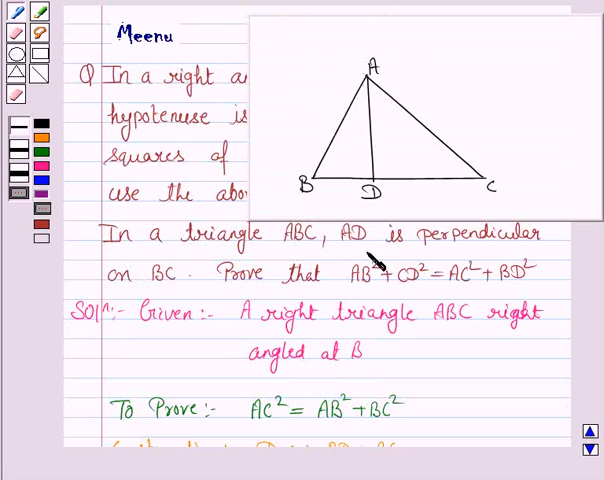 Meenu
A
B
D
C
Q In a right
hypotenuse is
squares of
use the
In a triangle ABC, AD is perpendicular
on BC. Prove that AB²+CD²=AC²+BD²
Solⁿ:- Given:- A right triangle ABC right
angled at B
To Prove:- AC²= AB²+BC²